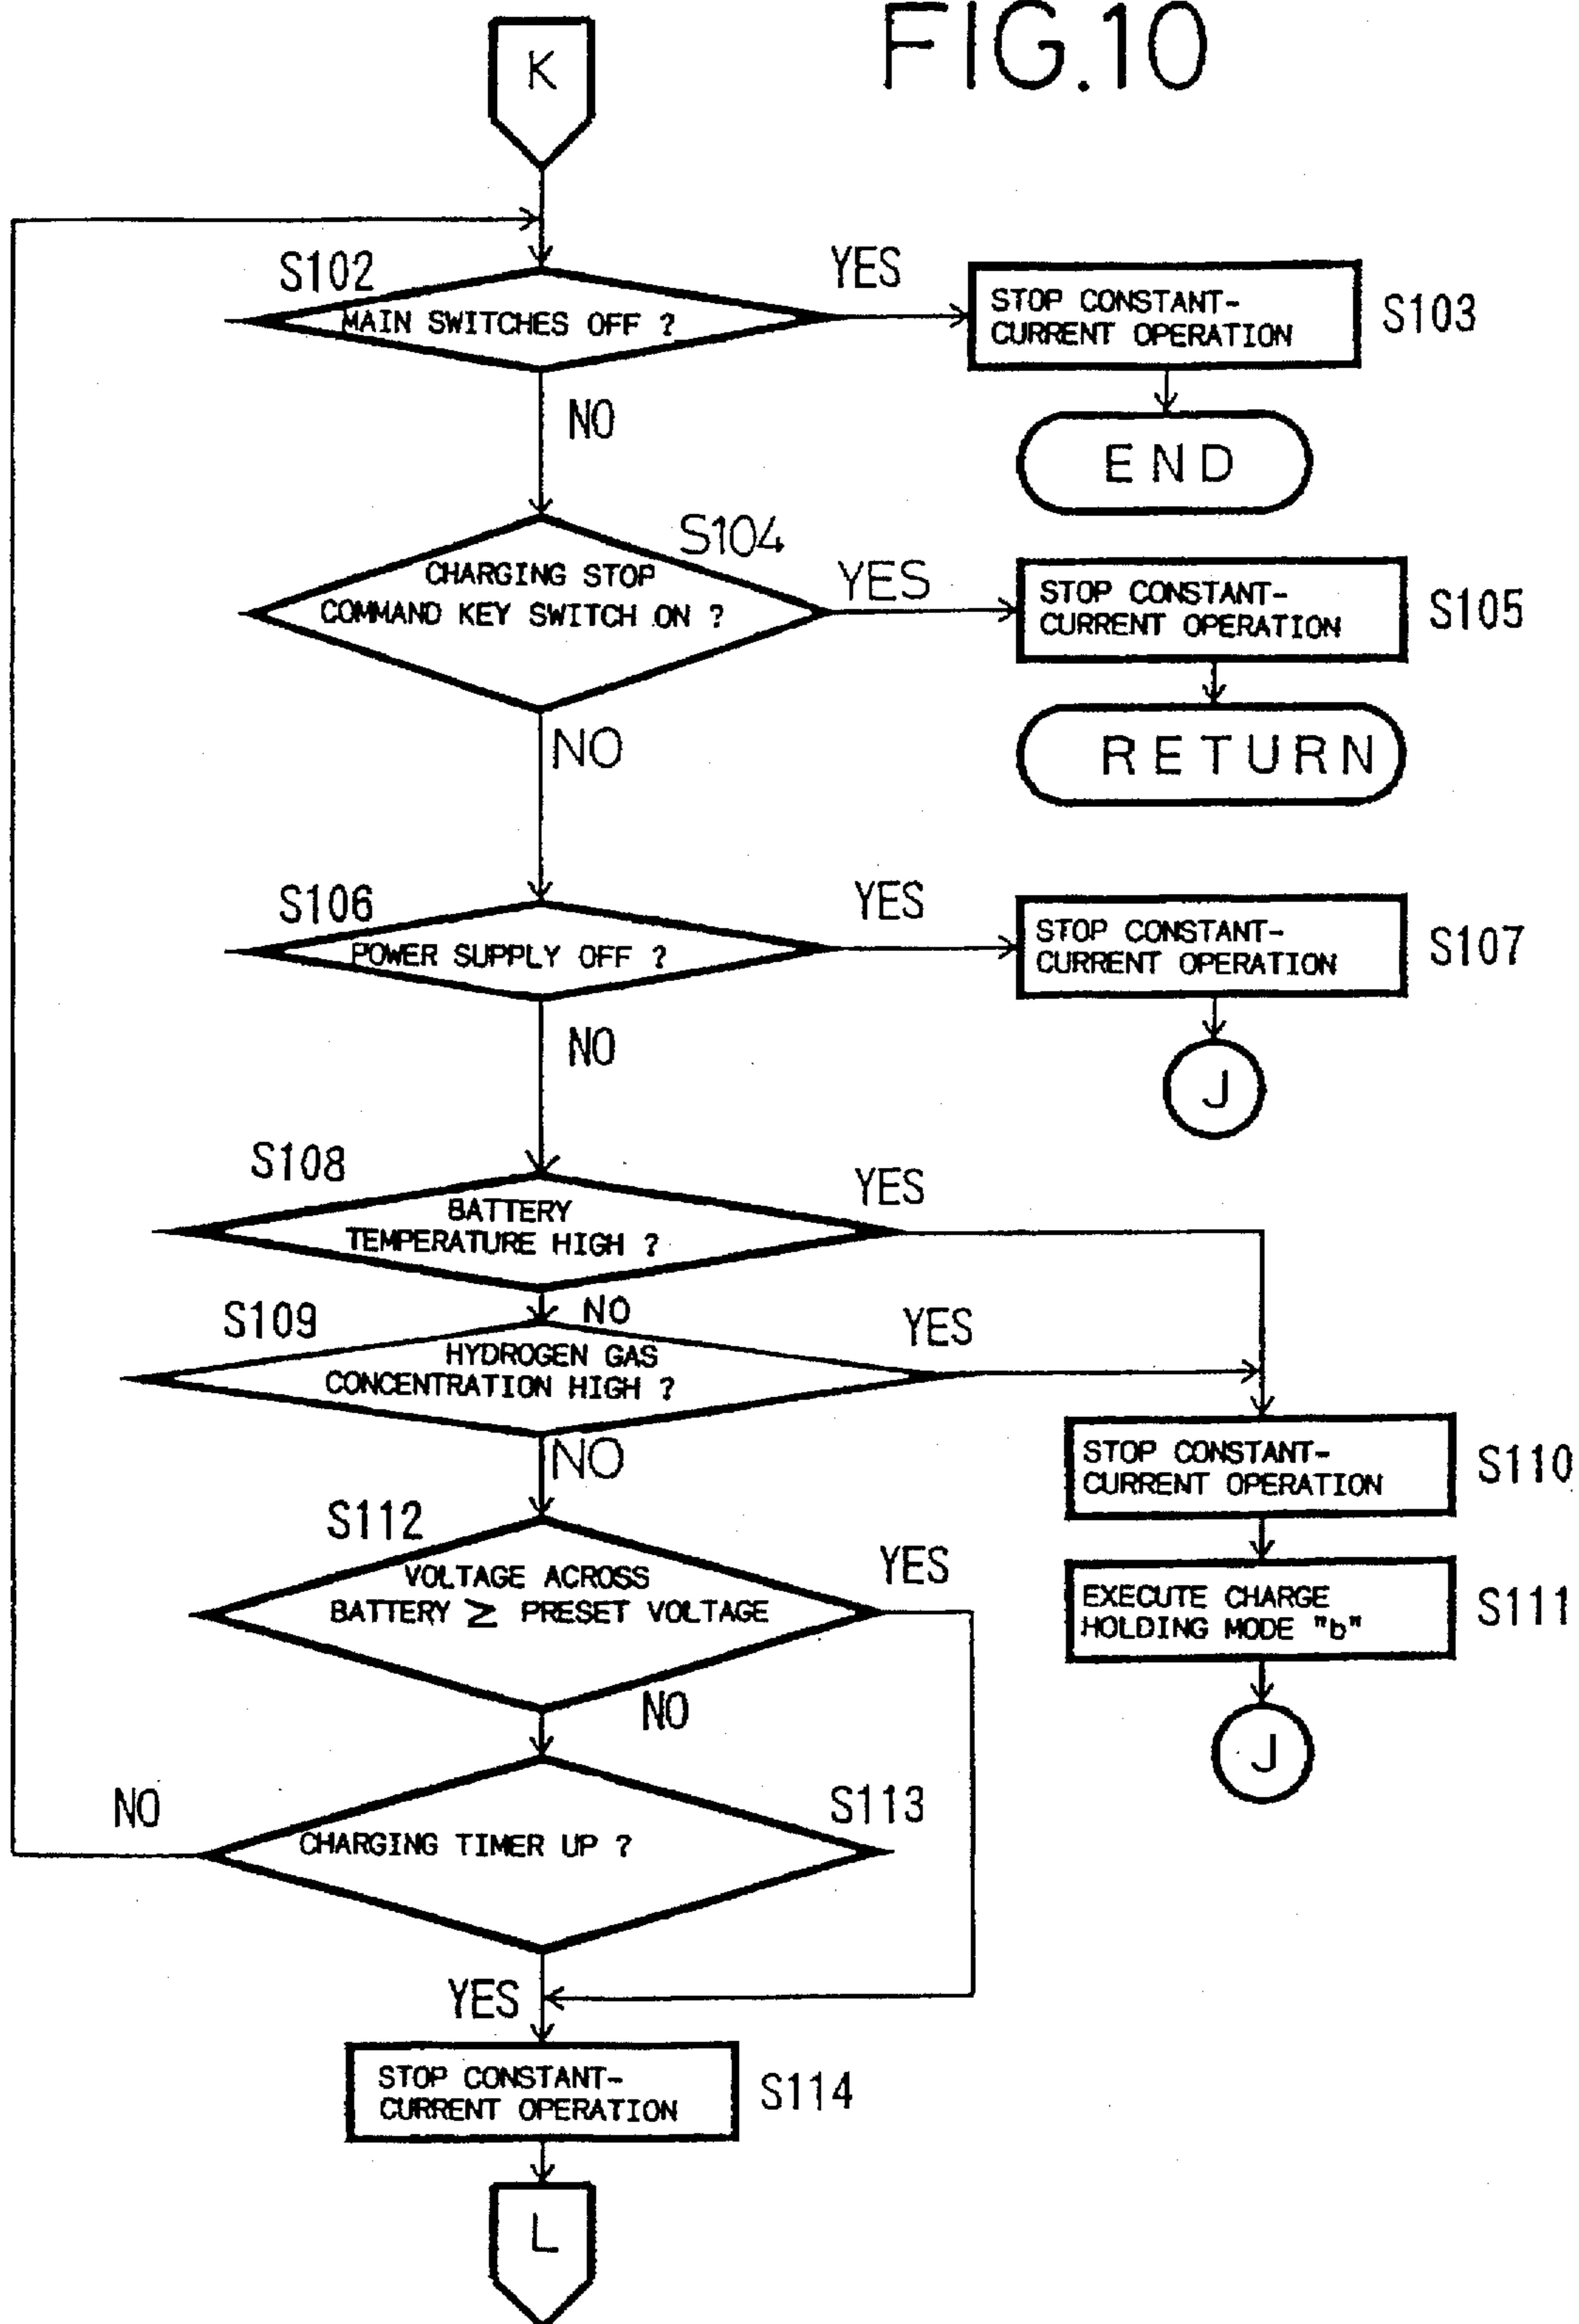 FIG.10
K
S102
YES
MAIN SWITCHES OFF ?
STOP CONSTANT-
CURRENT OPERATION
S103
NO
END
S104
CHARGING STOP
COMMAND KEY SWITCH ON ?
YES
STOP CONSTANT-
CURRENT OPERATION
S105
NO
RETURN
S106
YES
POWER SUPPLY OFF ?
STOP CONSTANT-
CURRENT OPERATION
S107
NO
J
S108
YES
BATTERY
TEMPERATURE HIGH ?
NO
S109
YES
HYDROGEN GAS
CONCENTRATION HIGH ?
NO
STOP CONSTANT-
CURRENT OPERATION
S110
S112
YES
VOLTAGE ACROSS
BATTERY ≥ PRESET VOLTAGE
EXECUTE CHARGE
HOLDING MODE "b"
S111
NO
J
NO
S113
CHARGING TIMER UP ?
YES
STOP CONSTANT-
CURRENT OPERATION
S114
L